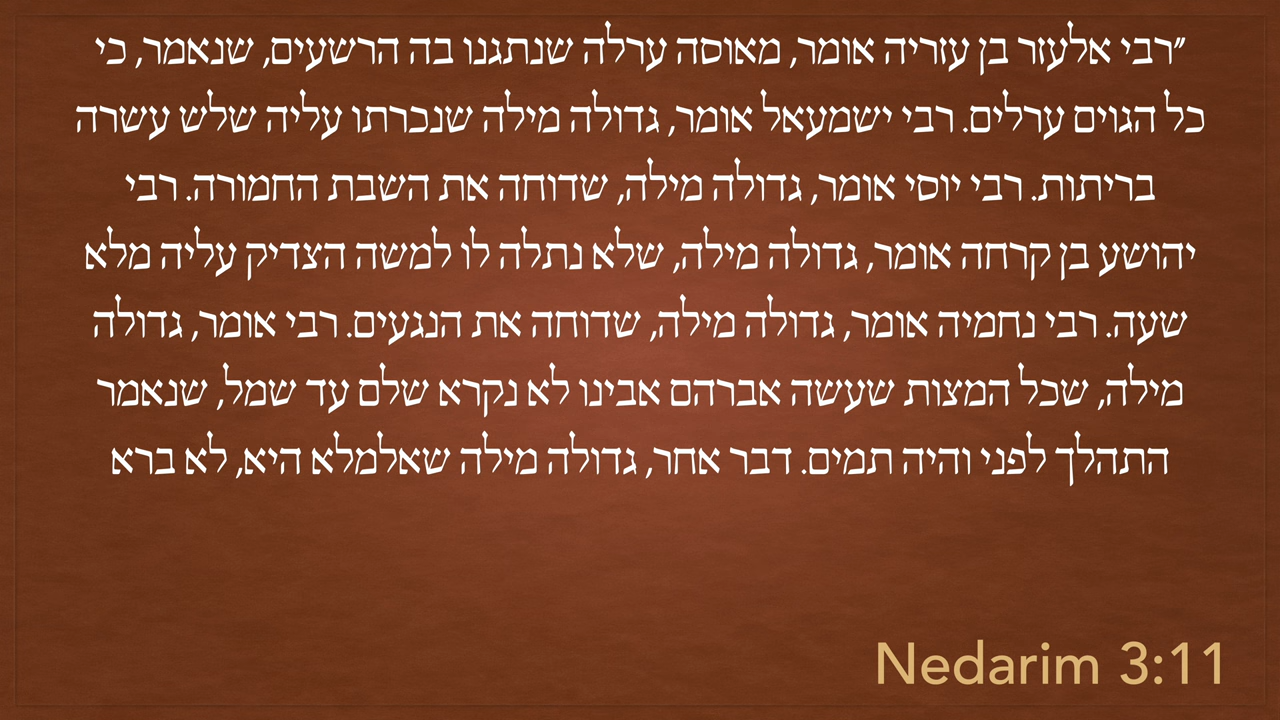 ״רבי אלעזר בן עזריה אומר, מאוסה ערלה שנתגנו בה הרשעים, שנאמר, כי
כל הגוים ערלים. רבי ישמעאל אומר, גדולה מילה שנכרתו עליה שלש עשרה
בריתות. רבי יוסי אומר, גדולה מילה, שדוחה את השבת החמורה. רבי
יהושע בן קרחה אומר, גדולה מילה, שלא נתלה לו למשה הצדיק עליה מלא
שעה. רבי נחמיה אומר, גדולה מילה, שדוחה את הנגעים. רבי אומר, גדולה
מילה, שכל המצות שעשה אברהם אבינו לא נקרא שלם עד שמל, שנאמר
התהלך לפני והיה תמים. דבר אחר, גדולה מילה שאלמלא היא, לא ברא
Nedarim 3:11